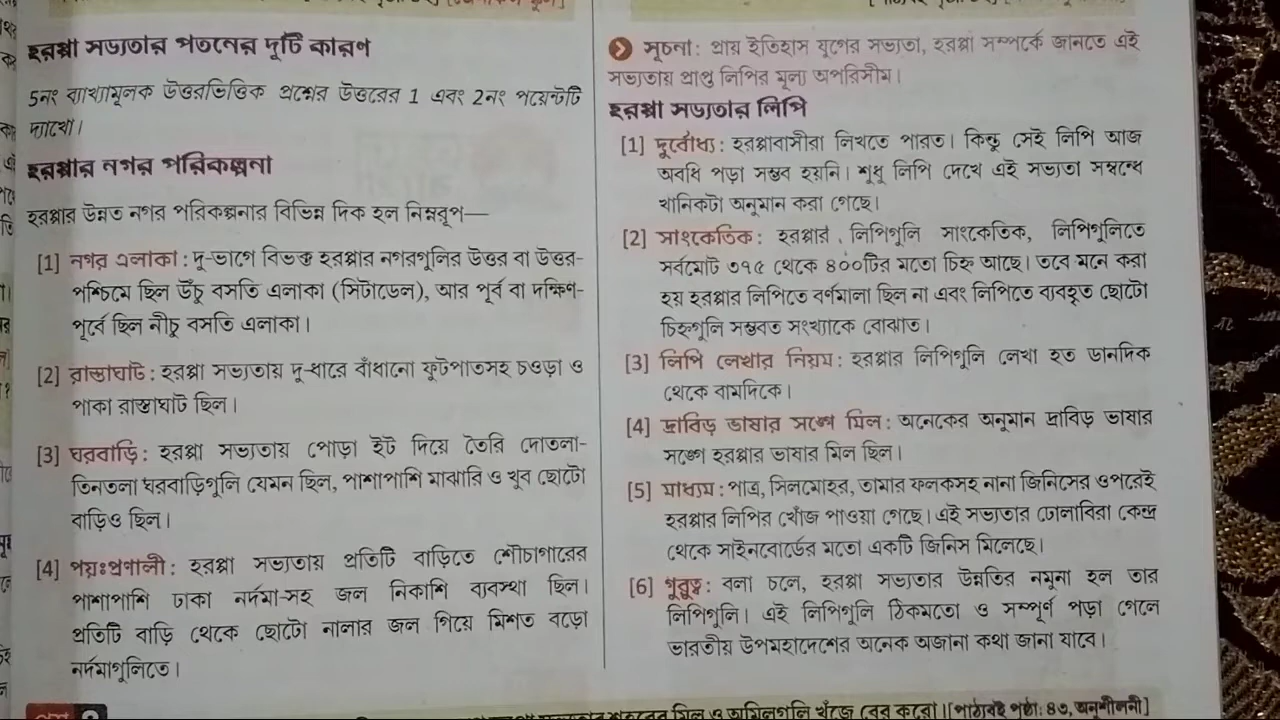 হরপ্পা সভ্যতার পতনের দুটি কারণ
5নং ব্যাখ্যামূলক উত্তরভিত্তিক প্রশ্নের উত্তরের 1 এবং 2নং পয়েন্টটি
দ্যাখো।
হরপ্পার নগর পরিকল্পনা
হরপ্পার উন্নত নগর পরিকল্পনার বিভিন্ন দিক হল নিম্নরূপ—
[1] নগর এলাকা : দু-ভাগে বিভক্ত হরপ্পার নগরগুলির উত্তর বা উত্তর-
পশ্চিমে ছিল উঁচু বসতি এলাকা (সিটাডেল), আর পূর্ব বা দক্ষিণ-
পূর্বে ছিল নীচু বসতি এলাকা।
[2] রাস্তাঘাট : হরপ্পা সভ্যতায় দু-ধারে বাঁধানো ফুটপাতসহ চওড়া ও
পাকা রাস্তাঘাট ছিল।
[3] ঘরবাড়ি : হরপ্পা সভ্যতায় পোড়া ইট দিয়ে তৈরি দোতলা-
তিনতলা ঘরবাড়িগুলি যেমন ছিল, পাশাপাশি মাঝারি ও খুব ছোটো
বাড়িও ছিল।
[4] পয়ঃপ্রণালী : হরপ্পা সভ্যতায় প্রতিটি বাড়িতে শৌচাগারের
পাশাপাশি ঢাকা নর্দমা-সহ জল নিকাশি ব্যবস্থা ছিল।
প্রতিটি বাড়ি থেকে ছোটো নালার জল গিয়ে মিশত বড়ো
নর্দমাগুলিতে।
সূচনা : প্রায় ইতিহাস যুগের সভ্যতা, হরপ্পা সম্পর্কে জানতে এই
সভ্যতায় প্রাপ্ত লিপির মূল্য অপরিসীম।
হরপ্পা সভ্যতার লিপি
[1] দুর্বোধ্য : হরপ্পাবাসীরা লিখতে পারত। কিন্তু সেই লিপি আজ
অবধি পড়া সম্ভব হয়নি। শুধু লিপি দেখে এই সভ্যতা সম্বন্ধে
খানিকটা অনুমান করা গেছে।
[2] সাংকেতিক : হরপ্পার লিপিগুলি সাংকেতিক, লিপিগুলিতে
সর্বমোট ৩৭৫ থেকে ৪০০টির মতো চিহ্ন আছে। তবে মনে করা
হয় হরপ্পার লিপিতে বর্ণমালা ছিল না এবং লিপিতে ব্যবহৃত ছোটো
চিহ্নগুলি সম্ভবত সংখ্যাকে বোঝাত।
[3] লিপি লেখার নিয়ম : হরপ্পার লিপিগুলি লেখা হত ডানদিক
থেকে বামদিকে।
[4] দ্রাবিড় ভাষার সঙ্গে মিল : অনেকের অনুমান দ্রাবিড় ভাষার
সঙ্গে হরপ্পার ভাষার মিল ছিল।
[5] মাধ্যম : পাত্র, সিলমোহর, তামার ফলকসহ নানা জিনিসের ওপরেই
হরপ্পার লিপির খোঁজ পাওয়া গেছে। এই সভ্যতার ঢোলাবিরা কেন্দ্র
থেকে সাইনবোর্ডের মতো একটি জিনিস মিলেছে।
[6] গুরুত্ব : বলা চলে, হরপ্পা সভ্যতার উন্নতির নমুনা হল তার
লিপিগুলি। এই লিপিগুলি ঠিকমতো ও সম্পূর্ণ পড়া গেলে
ভারতীয় উপমহাদেশের অনেক অজানা কথা জানা যাবে।
মিল ও অমিলগুলি খুঁজে বের করো। [পাঠ্যবই পৃষ্ঠা: ৪৩, অনুশীলনী]